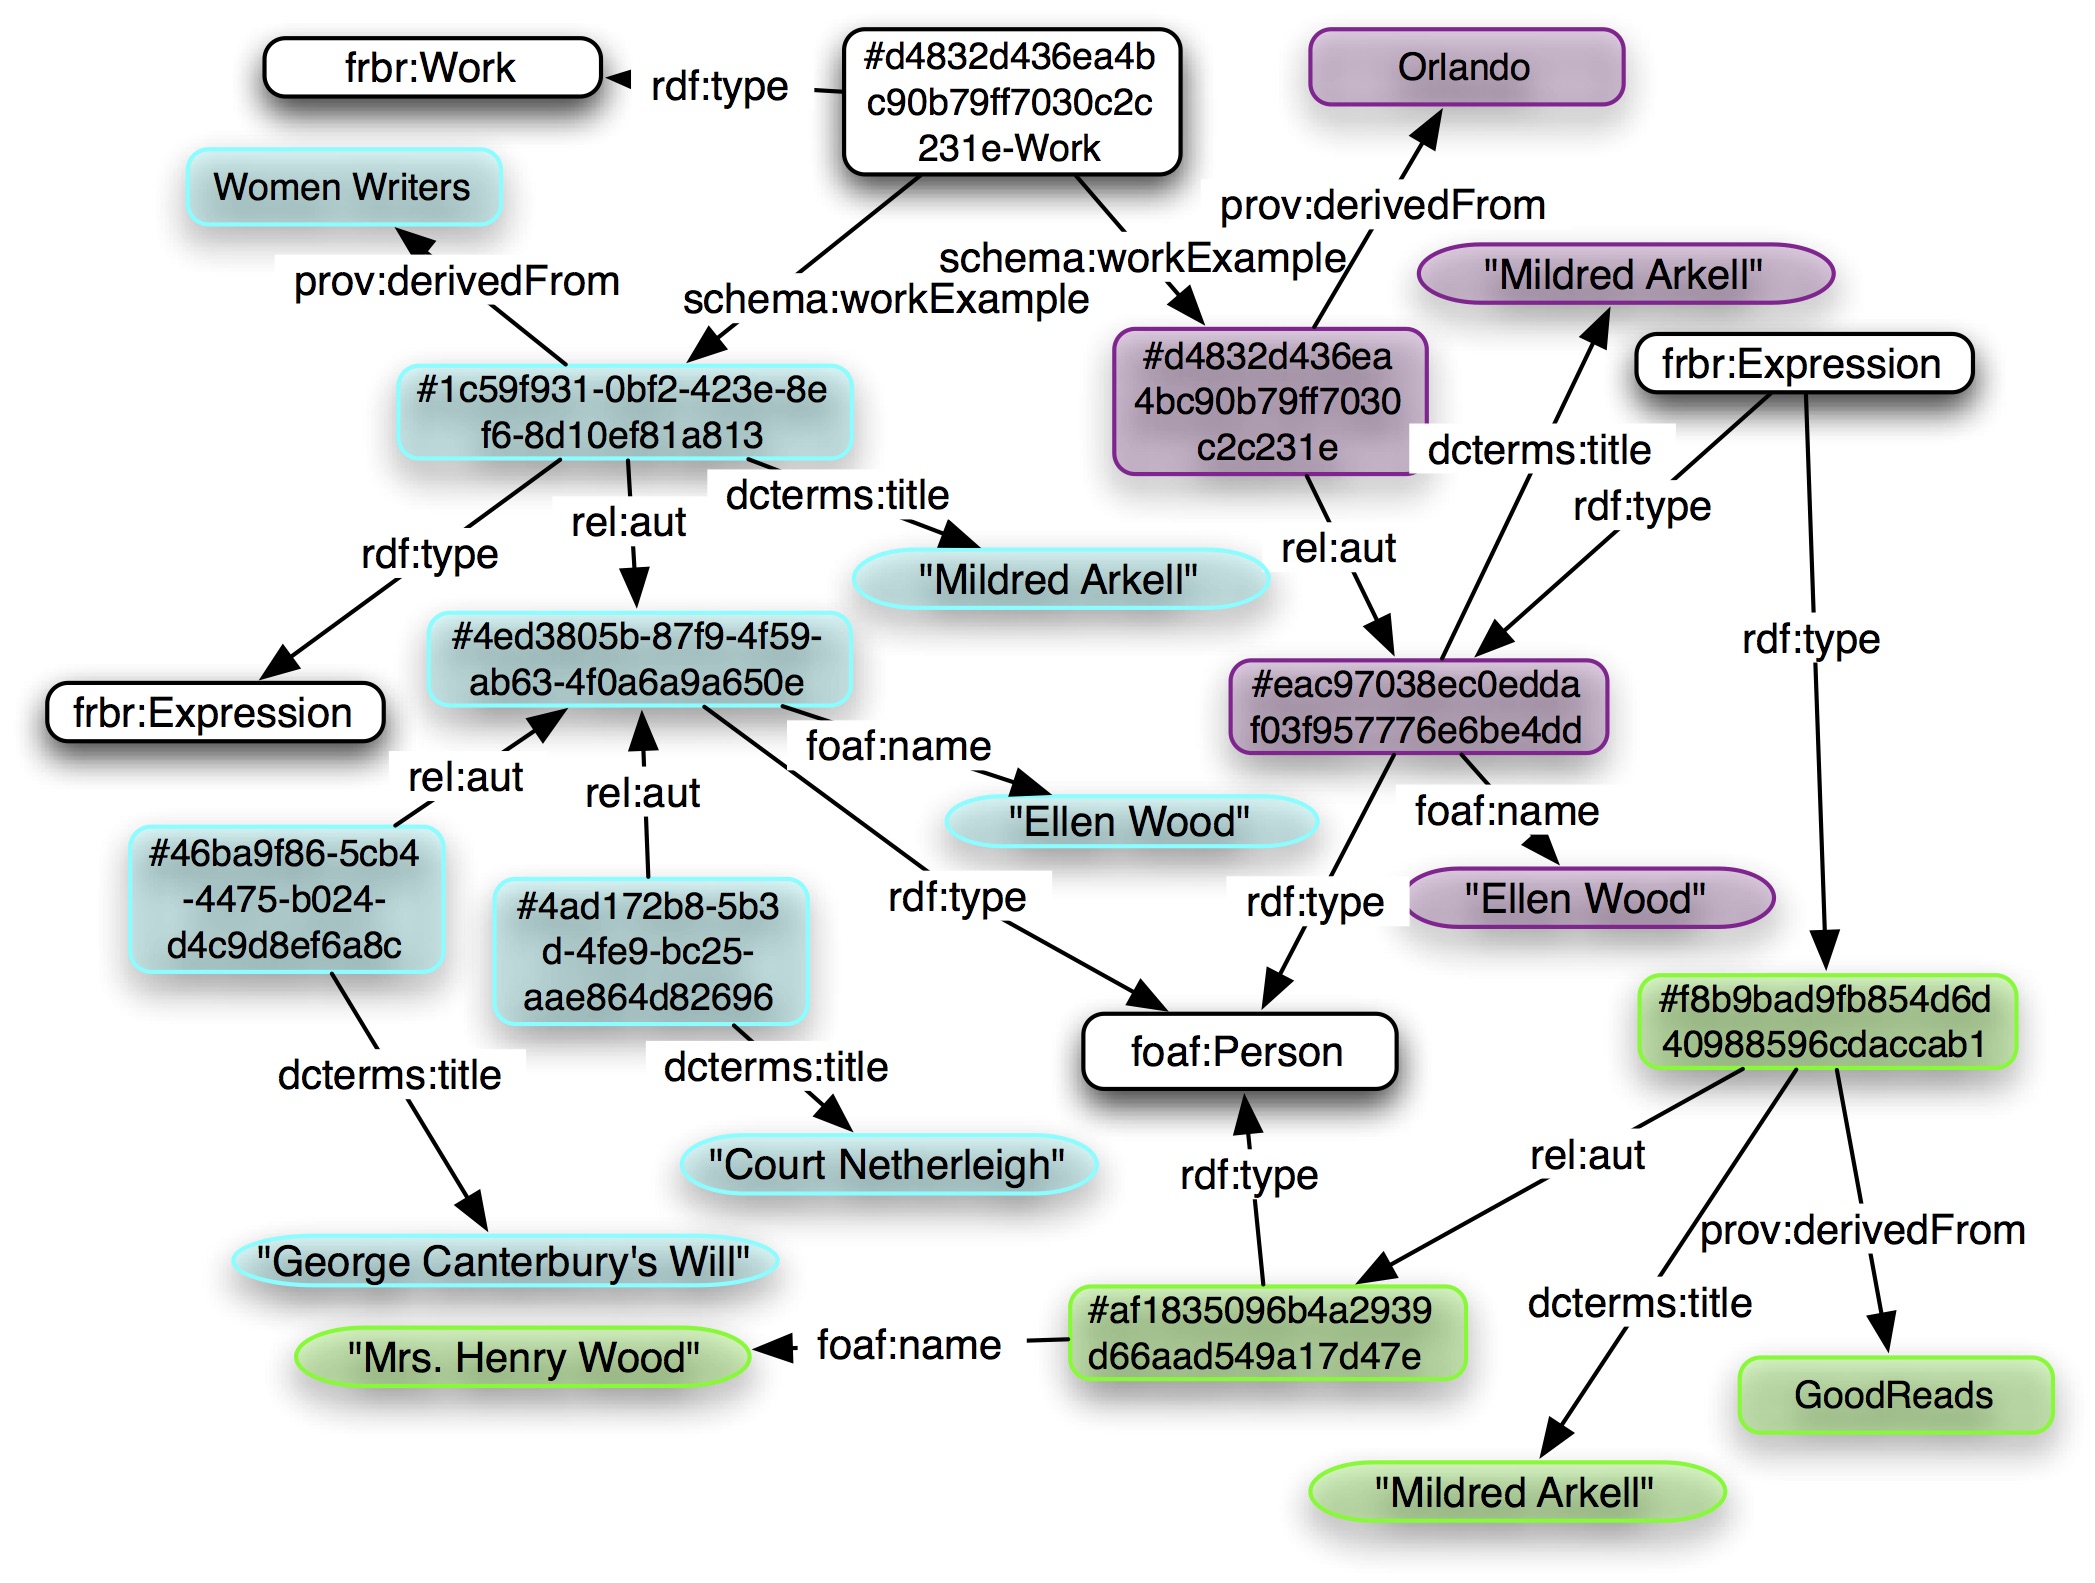 frbr:Work
rdf:type
#d4832d436ea4b
c90b79ff7030c2c
231e-Work
Orlando
Women Writers
prov:derivedFrom
prov:derivedFrom
schema:workExample
schema:workExample
"Mildred Arkell"
#1c59f931-0bf2-423e-8e
f6-8d10ef81a813
#d4832d436ea
4bc90b79ff7030
c2c231e
frbr:Expression
dcterms:title
rdf:type
rdf:type
rel:aut
dcterms:title
"Mildred Arkell"
rel:aut
rdf:type
#4ed3805b-87f9-4f59-
ab63-4f0a6a9a650e
#eac97038ec0edda
f03f957776e6be4dd
frbr:Expression
rel:aut
rel:aut
foaf:name
"Ellen Wood"
foaf:name
"Ellen Wood"
rdf:type
rdf:type
#46ba9f86-5cb4
-4475-b024-
d4c9d8ef6a8c
#4ad172b8-5b3
d-4fe9-bc25-
aae864d82696
foaf:Person
#f8b9bad9fb854d6d
40988596cdaccab1
dcterms:title
dcterms:title
"Court Netherleigh"
rdf:type
rel:aut
prov:derivedFrom
"George Canterbury's Will"
dcterms:title
"Mrs. Henry Wood"
foaf:name
#af1835096b4a2939
d66aad549a17d47e
GoodReads
"Mildred Arkell"